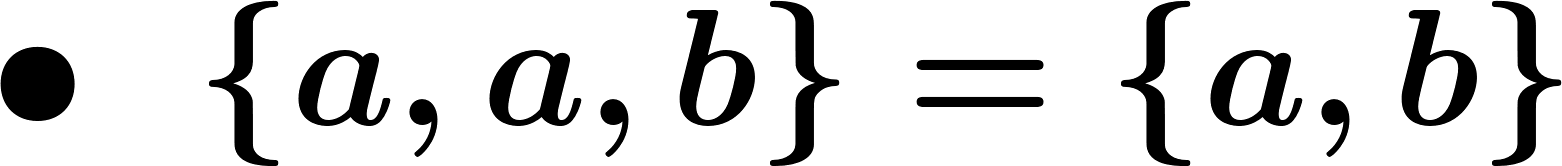 • {a, a, b} = {a, b}